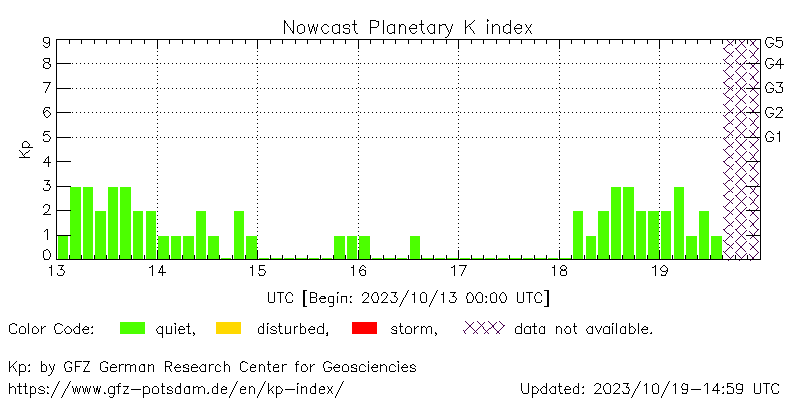 Nowcast Planetary K index
9 G5
8 G4
7 G3
6 G2
5 G1
Kp
4
3
2
1
0
13 14 15 16 17 18 19
UTC [Begin: 2023/10/13 00:00 UTC]
Color Code: quiet, disturbed, storm, data not available.
Kp: by GFZ German Research Center for Geosciencies
https://www.gfz-potsdam.de/en/kp-index/ Updated: 2023/10/19-14:59 UTC